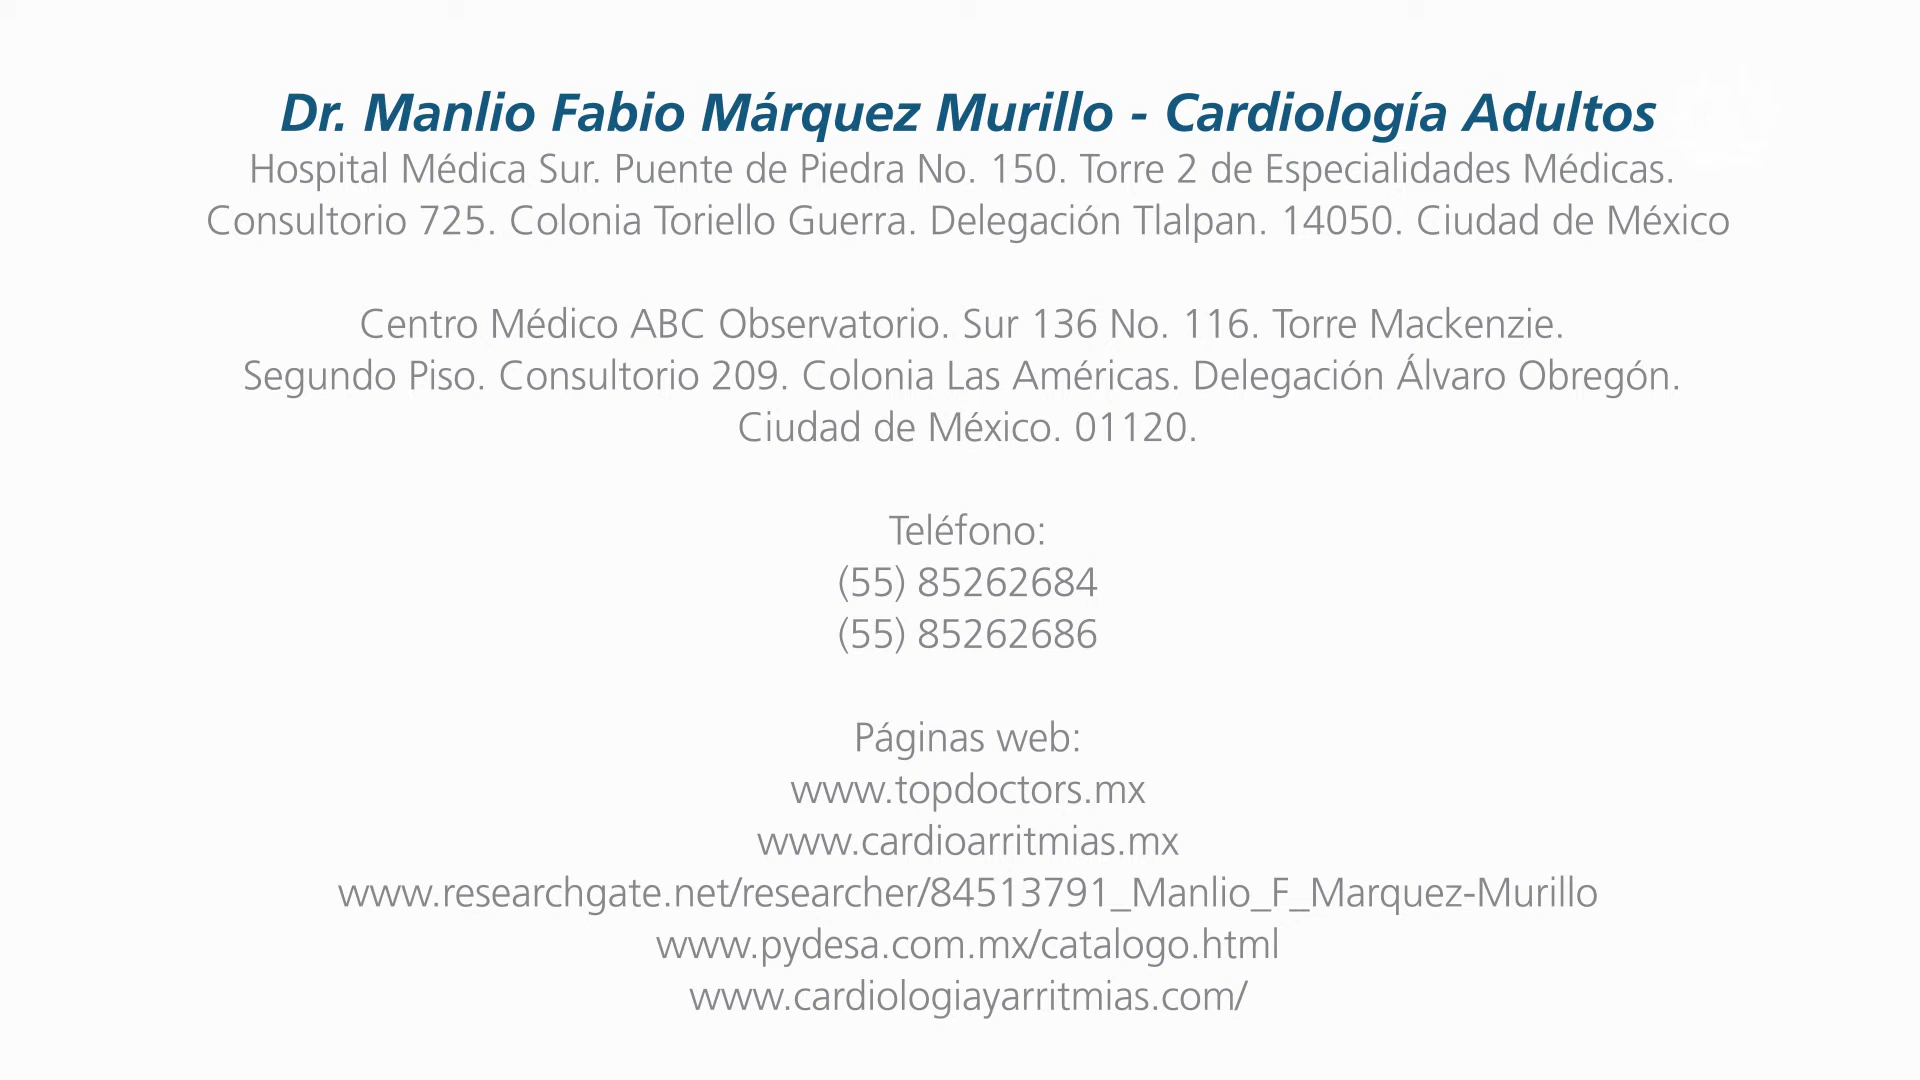 Dr. Manlio Fabio Márquez Murillo - Cardiología Adultos
Hospital Médica Sur. Puente de Piedra No. 150. Torre 2 de Especialidades Médicas.
Consultorio 725. Colonia Toriello Guerra. Delegación Tlalpan. 14050. Ciudad de México
Centro Médico ABC Observatorio. Sur 136 No. 116. Torre Mackenzie.
Segundo Piso. Consultorio 209. Colonia Las Américas. Delegación Álvaro Obregón.
Ciudad de México. 01120.
Teléfono:
(55) 85262684
(55) 85262686
Páginas web:
www.topdoctors.mx
www.cardioarritmias.mx
www.researchgate.net/researcher/84513791_Manlio_F_Marquez-Murillo
www.pydesa.com.mx/catalogo.html
www.cardiologiayarritmias.com/